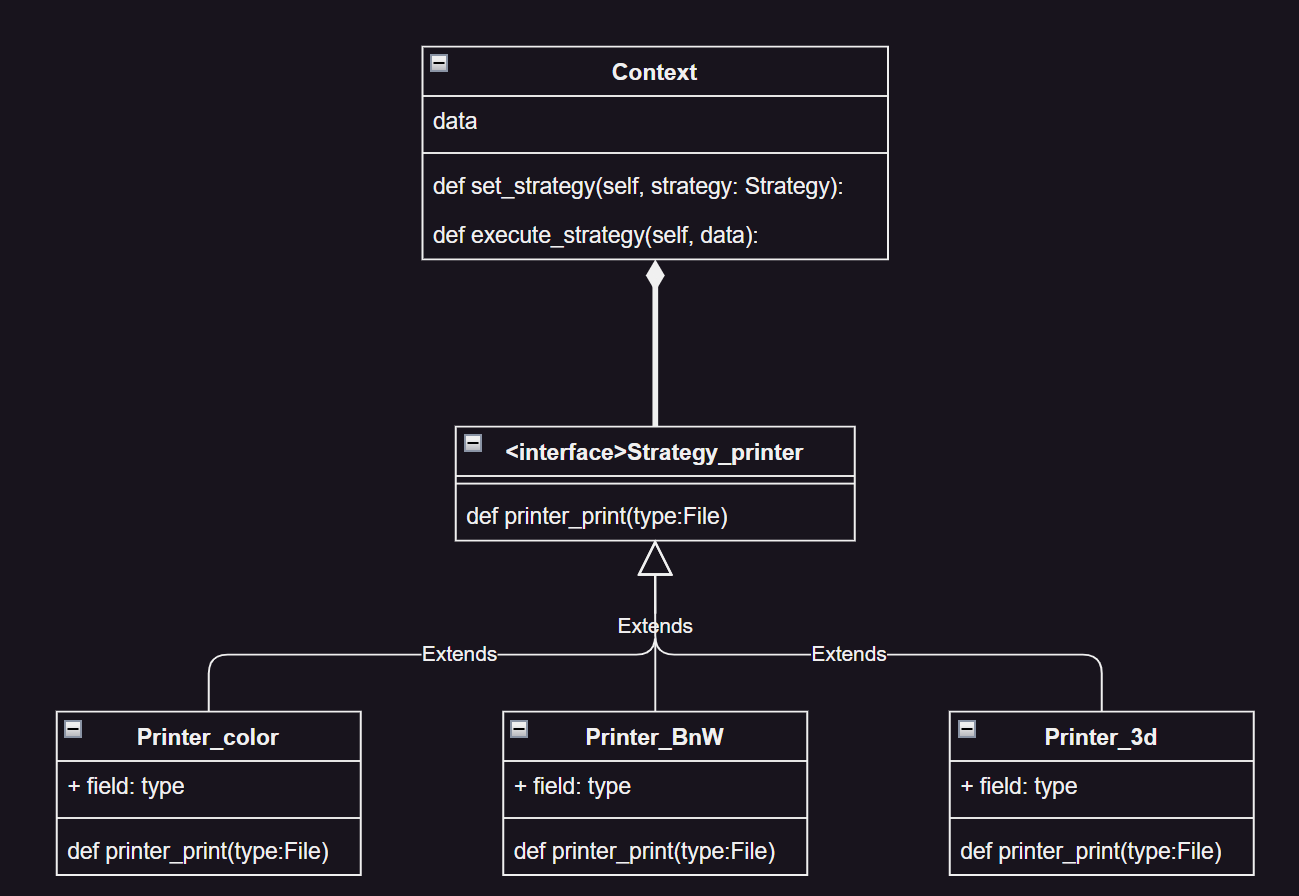 Context
data
def set_strategy(self, strategy: Strategy):
def execute_strategy(self, data):
<interface>Strategy_printer
def printer_print(type:File)
Extends
Extends
Extends
Printer_color
+ field: type
def printer_print(type:File)
Printer_BnW
+ field: type
def printer_print(type:File)
Printer_3d
+ field: type
def printer_print(type:File)